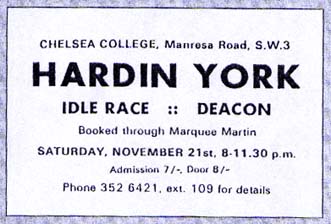 CHELSEA COLLEGE, Manresa Road, S.W.3
HARDIN YORK
IDLE RACE :: DEACON
Booked through Marquee Martin
SATURDAY, NOVEMBER 21st, 8-11.30 p.m.
Admission 7/-, Door 8/-
Phone 352 6421, ext. 109 for details